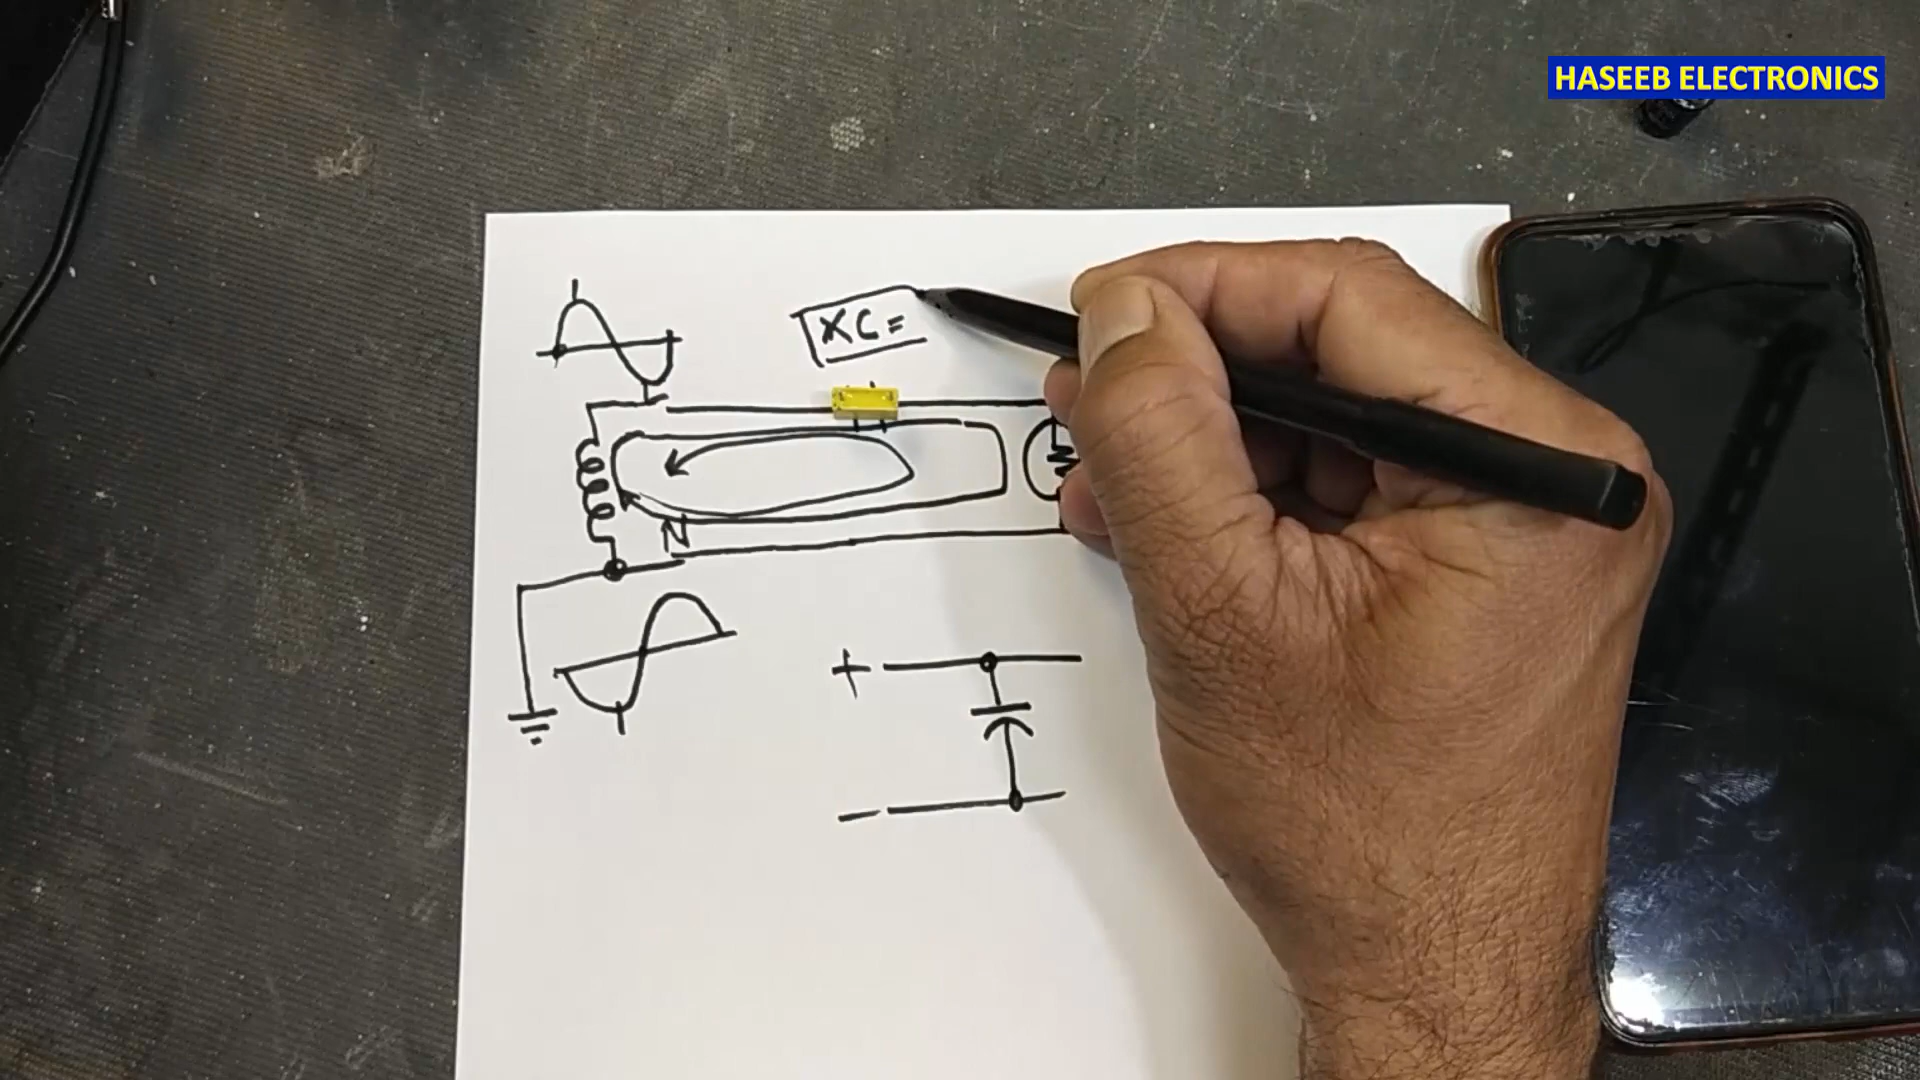 HASEEB ELECTRONICS
XC=
N
+
−